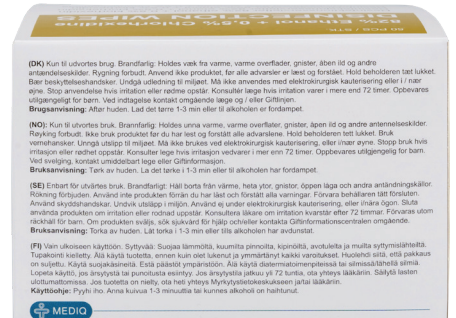 82% Ethanol + 0,5% Chlorhexidine
DISINFECTION WIPES
80 PCS / STK
(DK) Kun til udvortes brug. Brandfarlig: Holdes væk fra varme, varme overflader, gnister, åben ild og andre
antændelseskilder. Rygning forbudt. Anvend ikke produktet, før alle advarsler er læst og forstået. Hold beholderen tæt lukket.
Bær beskyttelseshandsker. Undgå udledning til miljøet. Må ikke anvendes med elektrokirurgisk kauterisering eller i / nær
øjne. Stop anvendelse hvis irritation eller rødme opstår. Konsultér læge hvis irritation varer i mere end 72 timer. Opbevares
utilgængeligt for børn. Ved indtagelse kontakt omgående læge og / eller Giftlinjen.
Bruksanvisning: Aftør huden. Lad det tørre 1-3 min eller til alkoholen er fordampet.
(NO): Kun til utvortes bruk. Brannfarlig: Holdes unna varme, varme overflater, gnister, åpen ild og andre antennelseskilder.
Røyking forbudt. Ikke bruk produktet før du har lest og forstått alle advarslene. Hold beholderen tett lukket. Bruk
vernehansker. Unngå utslipp til miljøet. Må ikke brukes ved elektrokirurgisk kauterisering, eller i/nær øyne. Stopp bruk hvis
irritasjon eller rødhet oppstår. Konsulter lege hvis irritasjon vedvarer i mer enn 72 timer. Oppbevares utilgjengelig for barn.
Ved svelging, kontakt umiddelbart lege eller Giftinformasjon.
Bruksanvisning: Tørk av huden. La det tørke i 1-3 min eller til alkoholen har fordampet.
(SE) Enbart för utvärtes bruk. Brandfarligt: Håll borta från värme, heta ytor, gnistor, öppen låga och andra antändningskällor.
Rökning förbjuden. Använd inte produkten förrän du har läst och förstått alla varningar. Förvara behållaren tätt försluten.
Använd skyddshandskar. Undvik utsläpp i miljön. Använd ej under elektrokirurgisk kauterisering, eller i/nära ögon. Sluta
använda produkten om irritation eller rodnad uppstår. Konsultera läkare om irritation kvarstår efter 72 timmar. Förvaras utom
räckhåll för barn. Om produkten sväljs, sök sjukvård för hjälp och/eller kontakta Giftinformationscentralen omgående.
Bruksanvisning: Torka av huden. Låt torka i 1-3 min eller tills alkoholen har avdunstat.
(FI) Vain ulkoiseen käyttöön. Syttyvää: Suojaa lämmöltä, kuumilta pinnoilta, kipinöiltä, avotulelta ja muilta syttymislähteiltä.
Tupakointi kielletty. Älä käytä tuotetta, ennen kuin olet lukenut ja ymmärtänyt kaikki varoitukset. Huolehdi siitä, että pakkaus
on suljettu. Käytä suojakäsineitä. Estä päästöt ympäristöön. Älä käytä diatermiatoimenpiteissä tai silmissä/lähellä silmiä.
Lopeta käyttö, jos ärsytystä tai punoitusta esiintyy. Jos ärsytystila jatkuu yli 72 tuntia, ota yhteys lääkäriin. Säilytä lasten
ulottumattomissa. Jos tuotetta on nielty, ota heti yhteys Myrkytystietokeskukseen ja/tai lääkäriin.
Käyttöohje: Pyyhi iho. Anna kuivua 1-3 minuuttia tai kunnes alkoholi on haihtunut.
MEDIQ